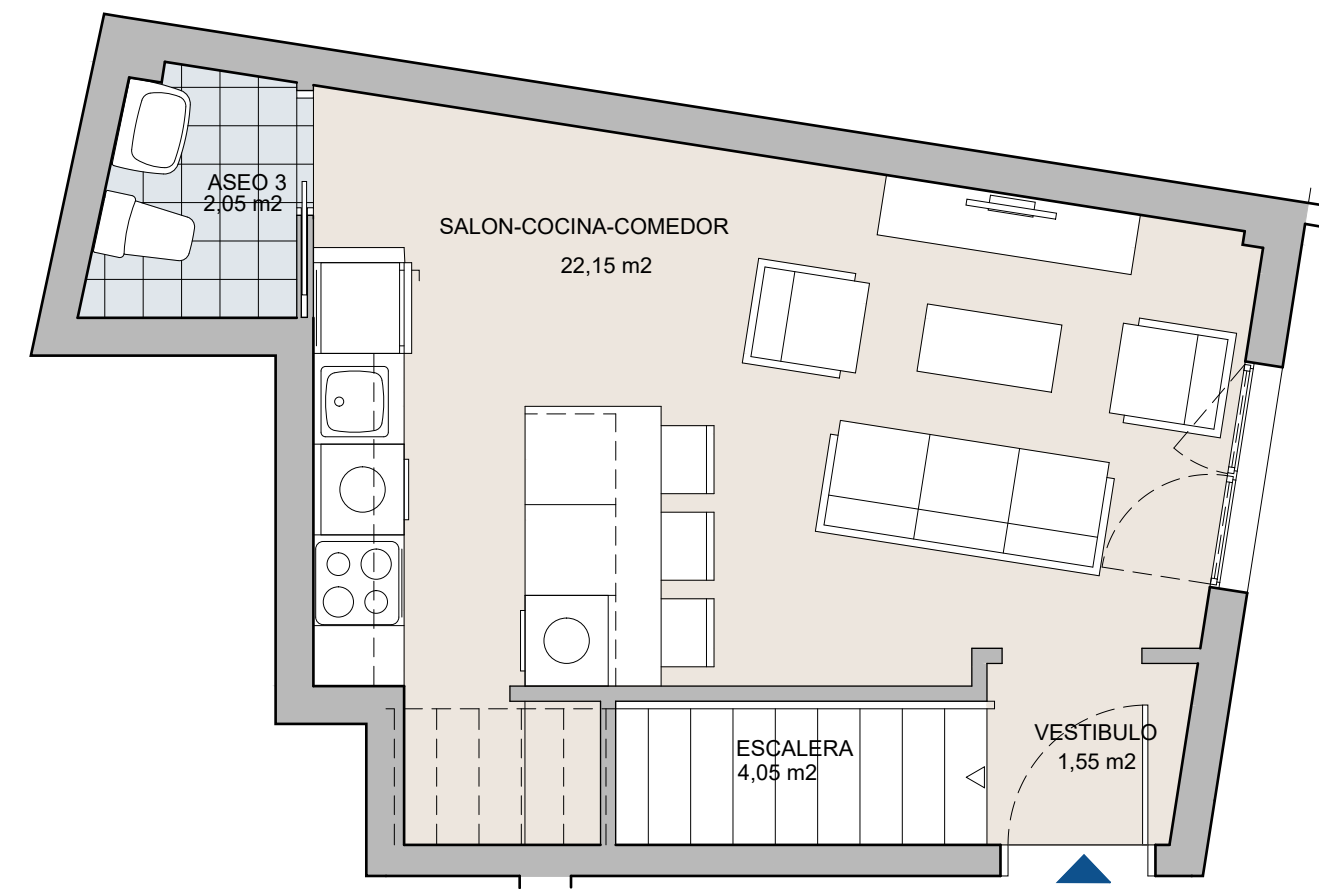 ASEO 3
2,05 m2
SALON-COCINA-COMEDOR
22,15 m2
ESCALERA
4,05 m2
VESTIBULO
1,55 m2